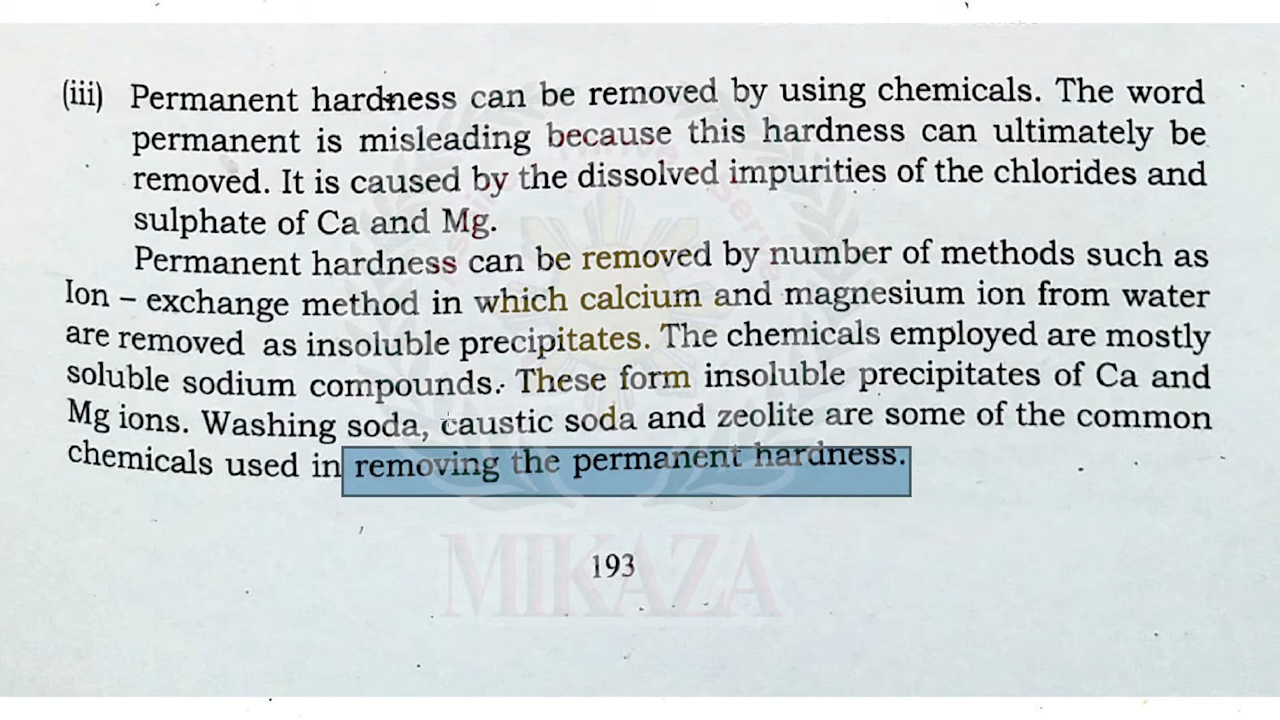 (iii) Permanent hardness can be removed by using chemicals. The word
permanent is misleading because this hardness can ultimately be
removed. It is caused by the dissolved impurities of the chlorides and
sulphate of Ca and Mg.
Permanent hardness can be removed by number of methods such as
Ion – exchange method in which calcium and magnesium ion from water
are removed as insoluble precipitates. The chemicals employed are mostly
soluble sodium compounds. These form insoluble precipitates of Ca and
Mg ions. Washing soda, caustic soda and zeolite are some of the common
chemicals used in removing the permanent hardness.
193
MIKAZA